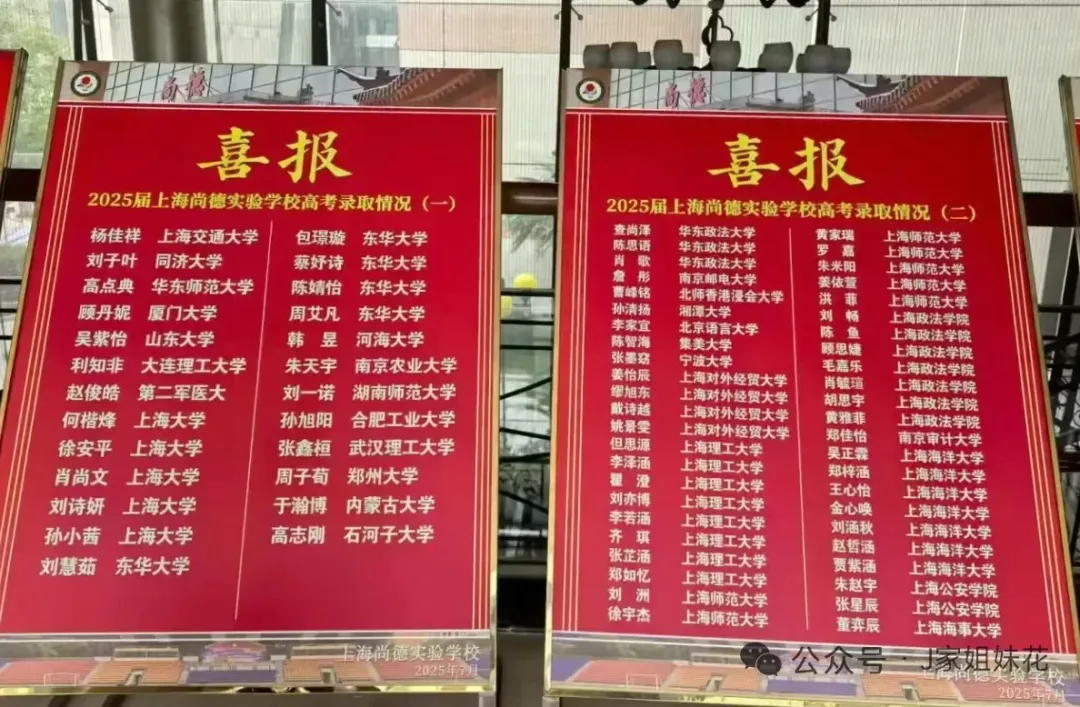 尚德
喜报
2025届上海尚德实验学校高考录取情况（一）
杨佳祥 上海交通大学
刘子叶 同济大学
高点典 华东师范大学
顾丹妮 厦门大学
吴紫怡 山东大学
利知非 大连理工大学
赵俊皓 第二军医大
何楷烽 上海大学
徐安平 上海大学
肖尚文 上海大学
刘诗妍 上海大学
孙小茜 上海大学
刘慧茹 东华大学
包璟璇 东华大学
蔡妤诗 东华大学
陈婧怡 东华大学
周艾凡 东华大学
韩昱 河海大学
朱天宇 南京农业大学
刘一诺 湖南师范大学
孙旭阳 合肥工业大学
张鑫桓 武汉理工大学
周子荀 郑州大学
于瀚博 内蒙古大学
高志刚 石河子大学
上海尚德实验学校
2025年7月
尚德
喜报
2025届上海尚德实验学校高考录取情况（二）
查尚泽 华东政法大学
陈思语 华东政法大学
肖歌 华东政法大学
詹彤 南京邮电大学
曹峰铭 北师香港浸会大学
孙清扬 湘潭大学
李家宜 北京语言大学
陈智海 集美大学
张墨窈 宁波大学
姜怡辰 上海对外经贸大学
缪旭东 上海对外经贸大学
戴诗越 上海对外经贸大学
姚景雯 上海对外经贸大学
但思源 上海理工大学
李泽涵 上海理工大学
瞿澄 上海理工大学
刘亦博 上海理工大学
李若涵 上海理工大学
齐琪 上海理工大学
张芷涵 上海理工大学
郑如忆 上海理工大学
刘洲 上海师范大学
徐宇杰 上海师范大学
黄家瑞 上海师范大学
罗嘉 上海师范大学
朱米阳 上海师范大学
姜依萱 上海师范大学
洪菲 上海师范大学
刘畅 上海政法学院
陈鱼 上海政法学院
顾思婕 上海政法学院
毛嘉乐 上海政法学院
肖毓瑄 上海政法学院
胡思宇 上海政法学院
黄雅菲 上海政法学院
郑佳怡 南京审计大学
吴正霖 上海海洋大学
郑梓涵 上海海洋大学
王心怡 上海海洋大学
金心唤 上海海洋大学
刘涵秋 上海海洋大学
赵哲涵 上海海洋大学
贾紫涵 上海海洋大学
朱赵宇 上海公安学院
张星辰 上海公安学院
董弈辰 上海海事大学
公众号 J家姐妹花
上海尚德实验学校
2025年7月